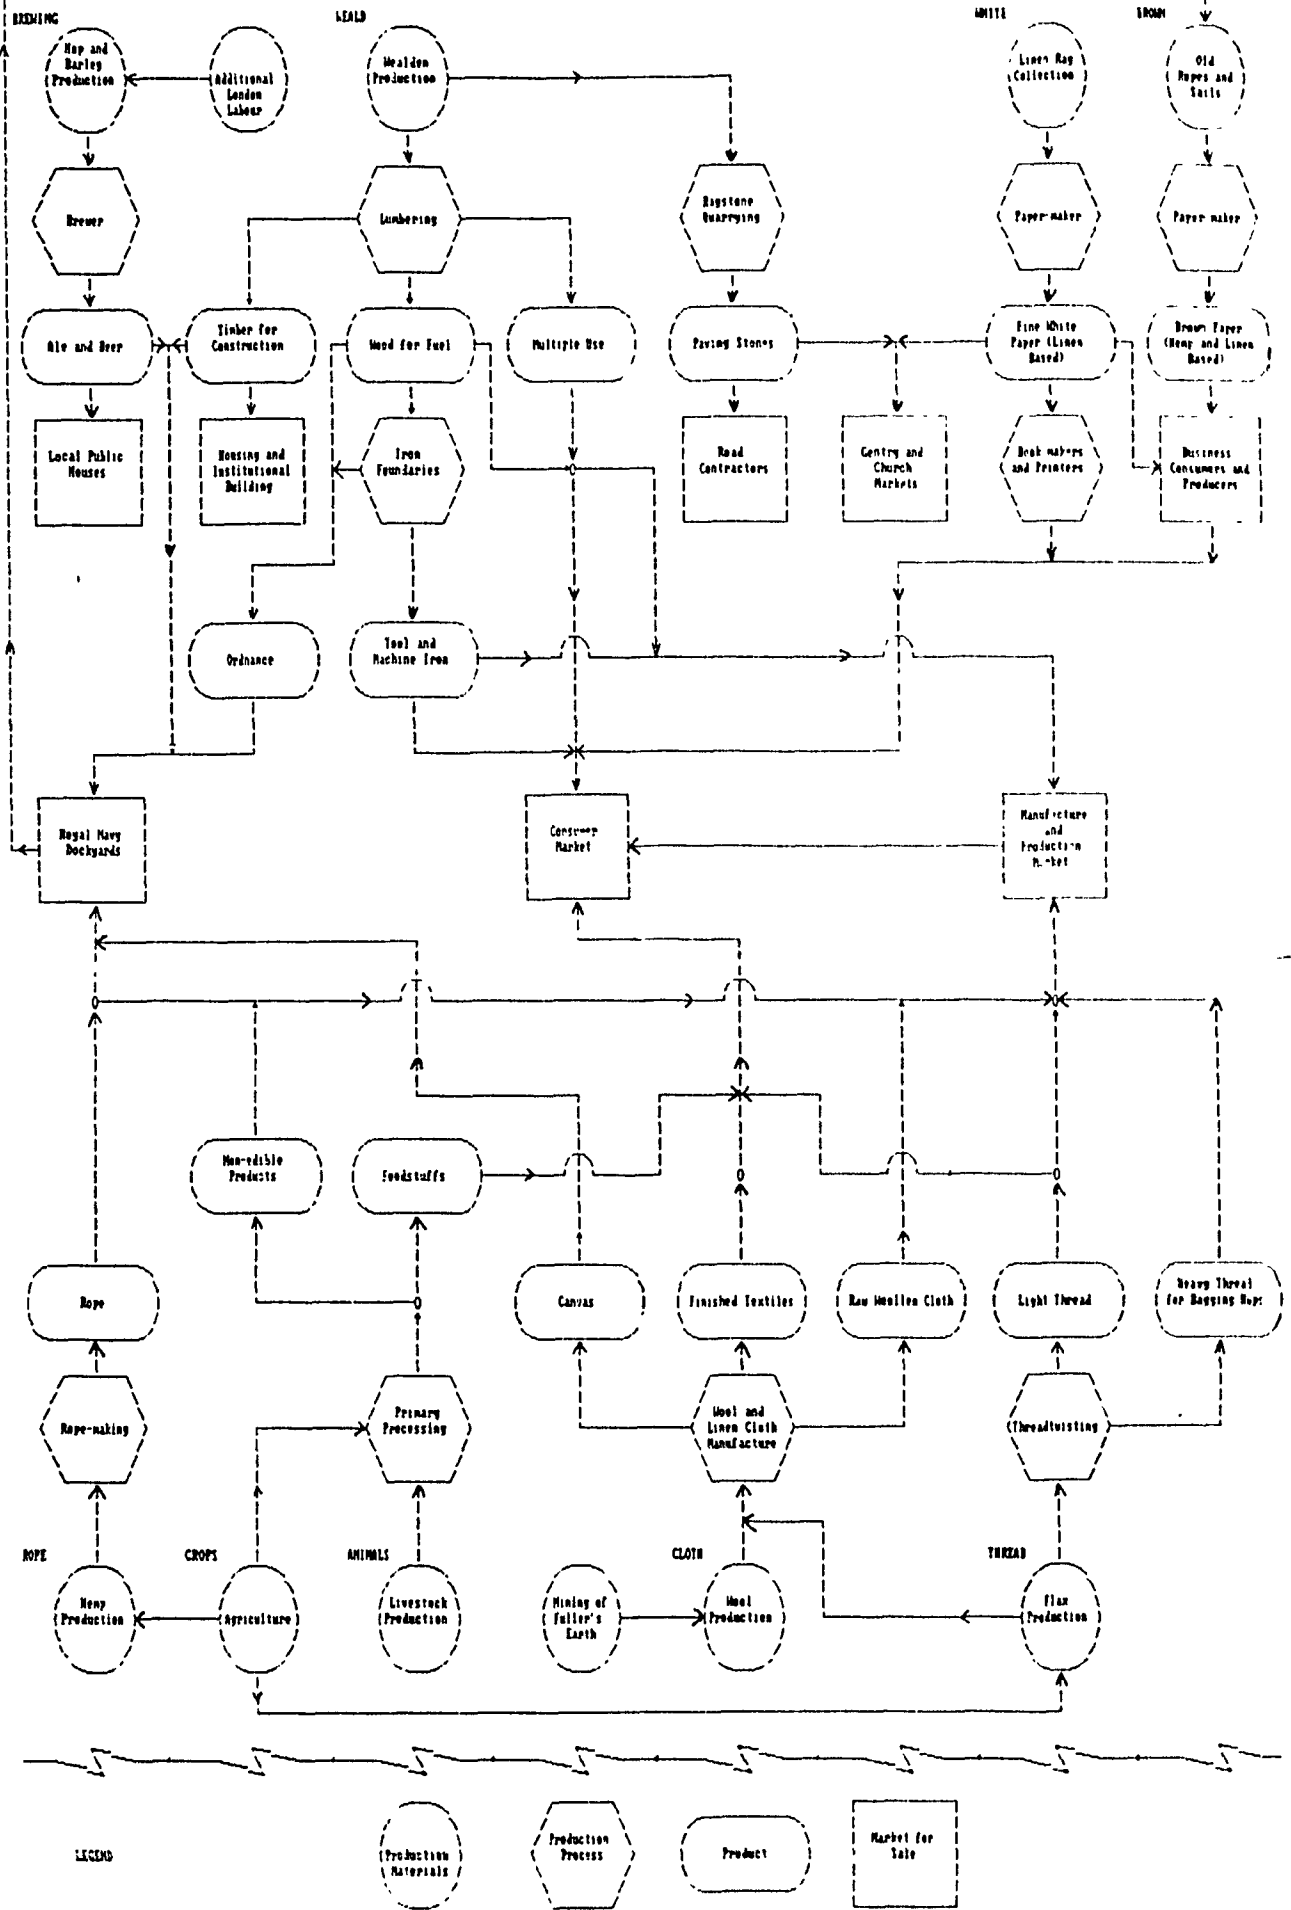 BREWING
WEALD
WHITE
BROWN
Hop and
Barley
Production
Additional
London
Labour
Wealden
Production
Linen Rag
Collection
Old
Ropes and
Sails
Brewer
Lumbering
Ragstone
Quarrying
Paper-maker
Paper-maker
Ale and Beer
Timber for
Construction
Wood for Fuel
Multiple Use
Paving Stones
Fine White
Paper (Linen
Based)
Brown Paper
(Hemp and Linen
Based)
Local Public
Houses
Housing and
Institutional
Building
Iron
Foundaries
Road
Contractors
Gentry and
Church
Markets
Book makers
and Printers
Business
Consumers and
Producers
Ordnance
Tool and
Machine Iron
Royal Navy
Dockyards
Consumer
Market
Manufacture
and
Production
Market
Non-edible
Products
Foodstuffs
Rope
Canvas
Finished Textiles
Raw Woollen Cloth
Light Thread
Heavy Thread
for Bagging Hops
Rope-making
Primary
Processing
Wool and
Linen Cloth
Manufacture
Threadtwisting
ROPE
CROPS
ANIMALS
CLOTH
THREAD
Hemp
Production
Agriculture
Livestock
Production
Mining of
Fuller's
Earth
Wool
Production
Flax
Production
LEGEND
Production
Materials
Production
Process
Product
Market for
Sale